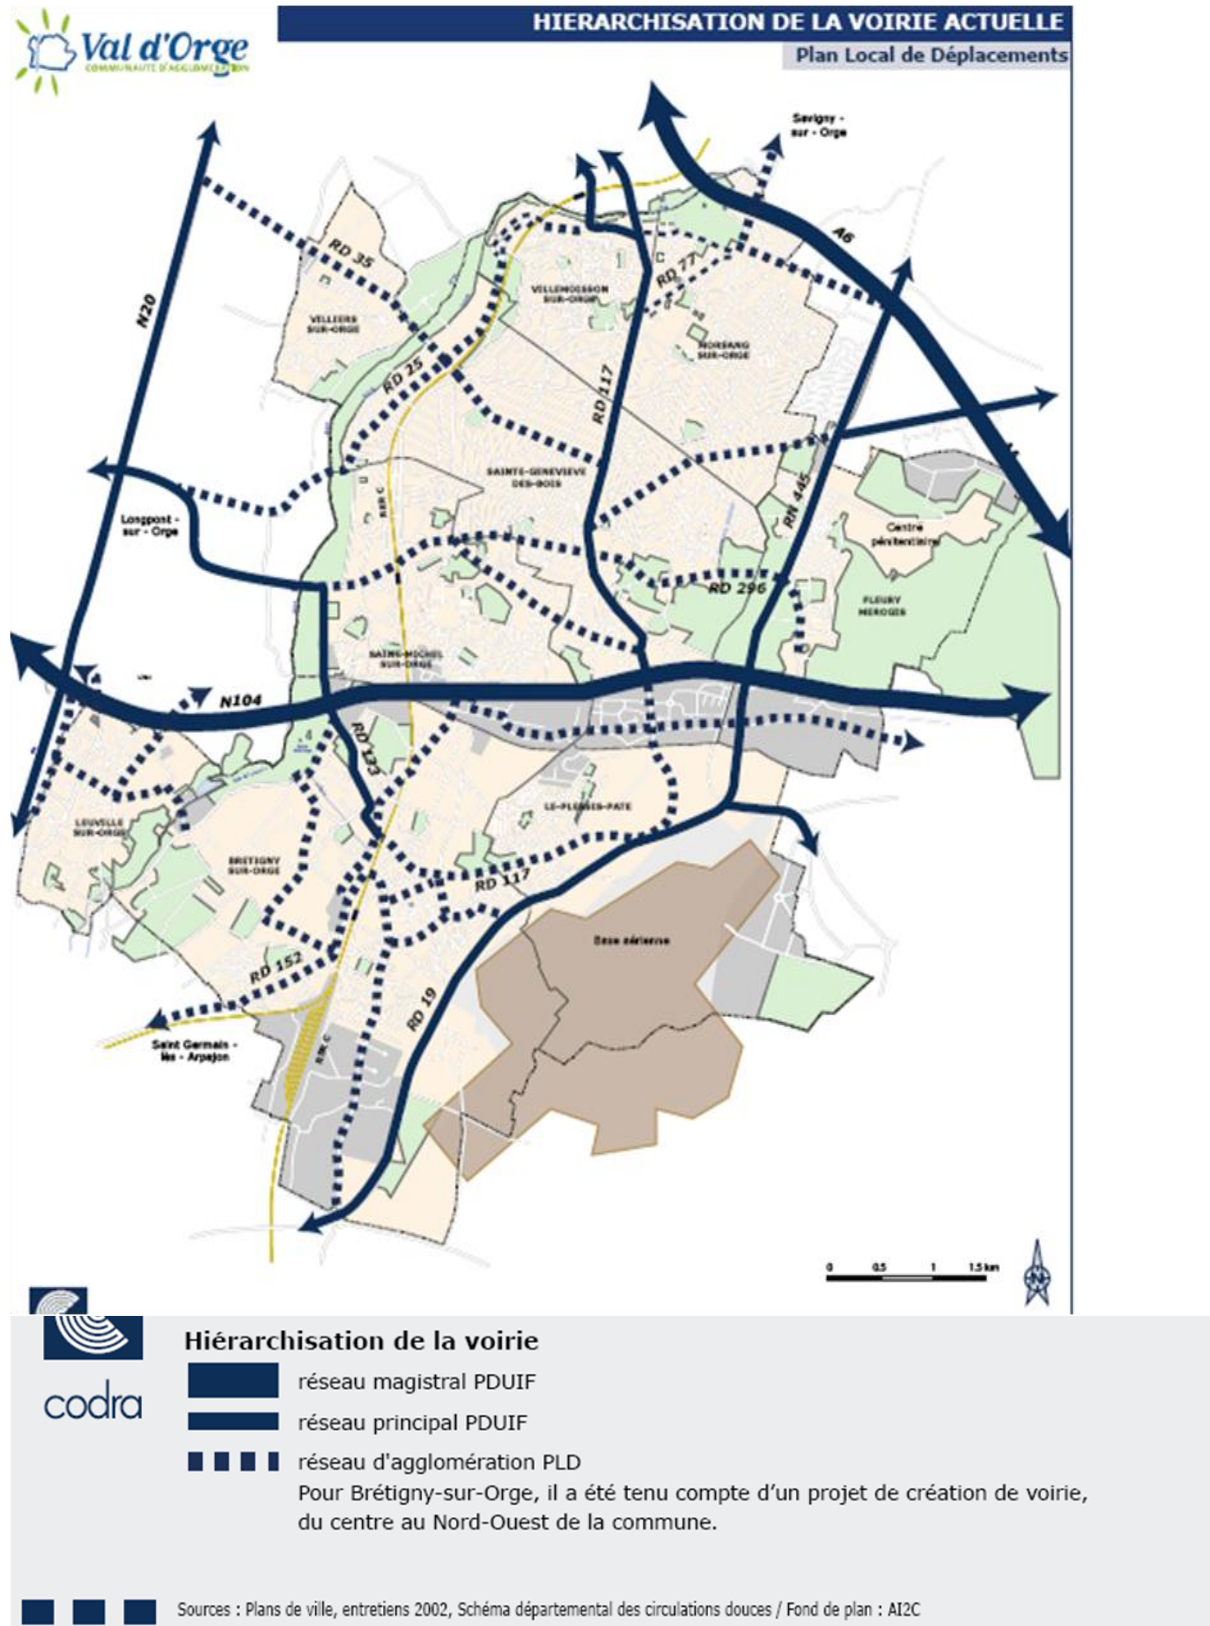 HIERARCHISATION DE LA VOIRIE ACTUELLE
Val d'Orge
COMMUNAUTÉ D'AGGLOMÉRATION
Plan Local de Déplacements
Savigny -
sur - Orge
A6
RD 35
N20
RD 77
VILLEMOISSON
SUR-ORGE
VILLIERS
SUR-ORGE
MORSANG
SUR-ORGE
RD 25
RD 117
SAINTE-GENEVIEVE
DES-BOIS
RER C
RN 445
Longpont -
sur - Orge
Centre
pénitentiaire
RD 296
FLEURY
MEROGIS
SAINT-MICHEL
SUR-ORGE
N104
RD 133
LE-PLESSIS-PATE
LEUVILLE
SUR-ORGE
BRETIGNY
SUR-ORGE
RD 117
Base aérienne
RD 152
RD 19
Saint Germain -
lès - Arpajon
RER C
0 0.5 1 1.5 km
N
Hiérarchisation de la voirie
réseau magistral PDUIF
codra
réseau principal PDUIF
réseau d'agglomération PLD
Pour Brétigny-sur-Orge, il a été tenu compte d’un projet de création de voirie,
du centre au Nord-Ouest de la commune.
Sources : Plans de ville, entretiens 2002, Schéma départemental des circulations douces / Fond de plan : AI2C